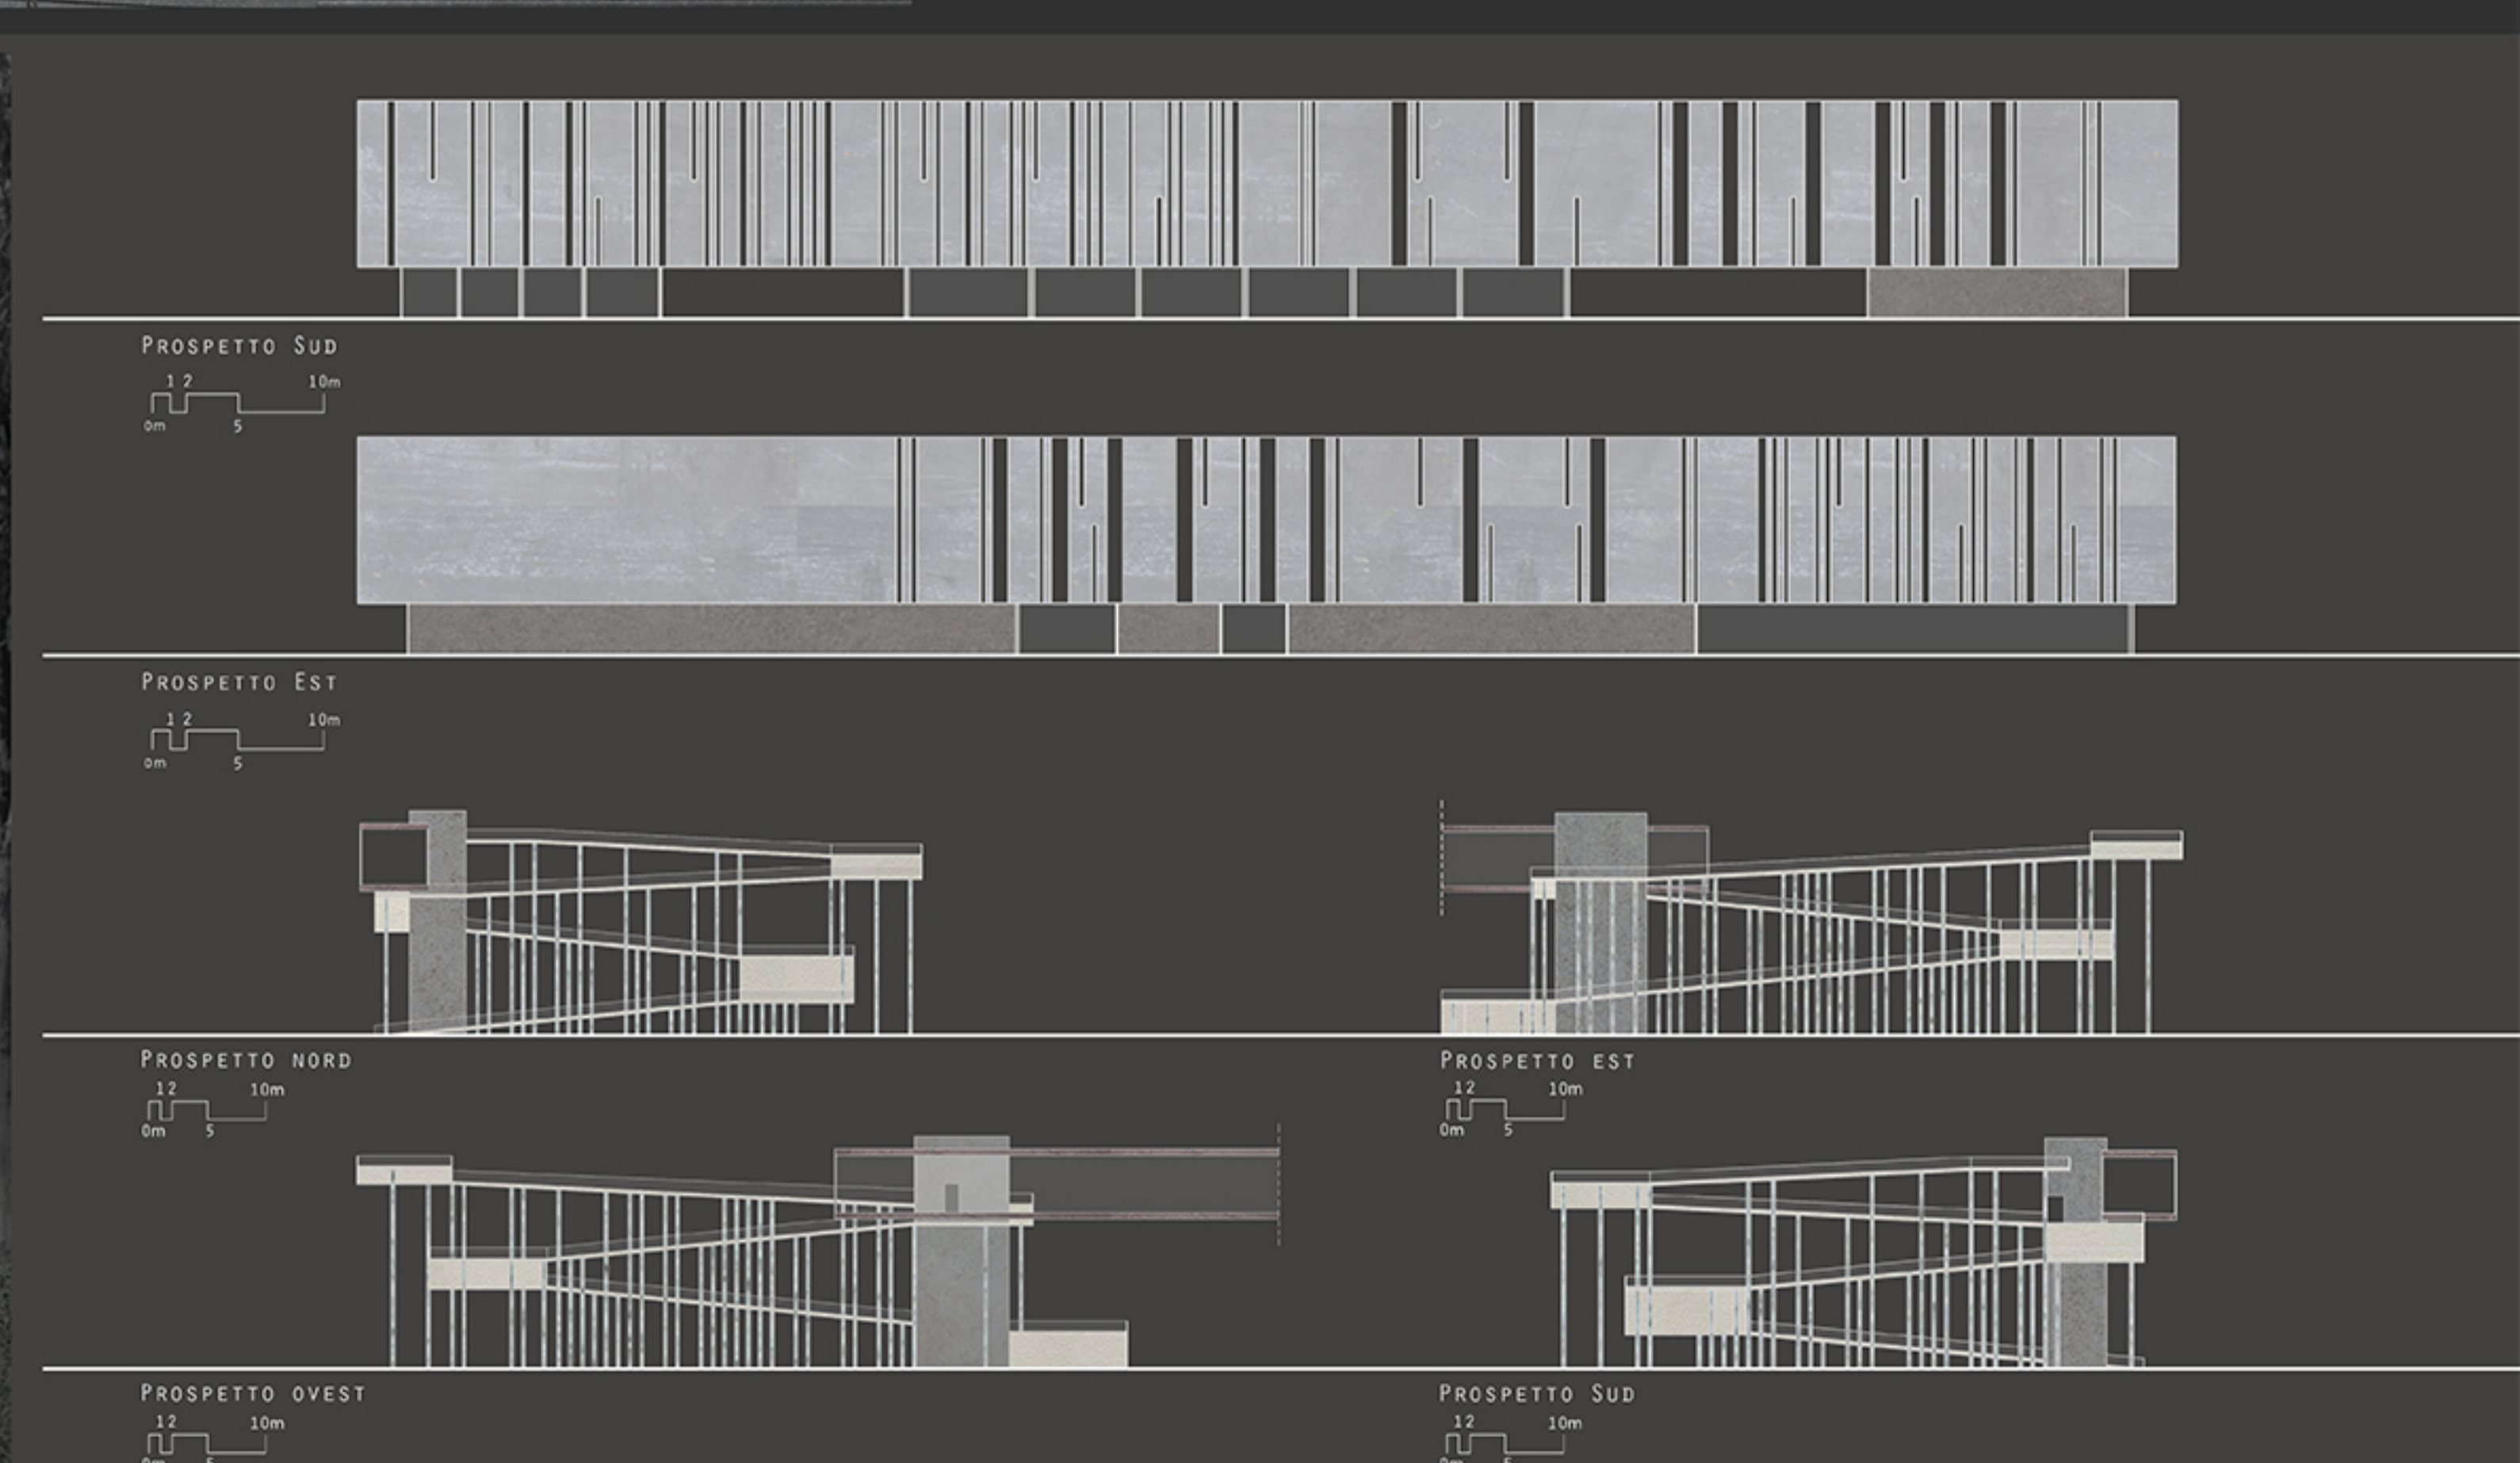 Prospetto Sud
1 2 10m
0m 5
Prospetto Est
1 2 10m
0m 5
Prospetto nord
12 10m
0m 5
Prospetto est
12 10m
0m 5
Prospetto ovest
12 10m
Prospetto Sud
12 10m